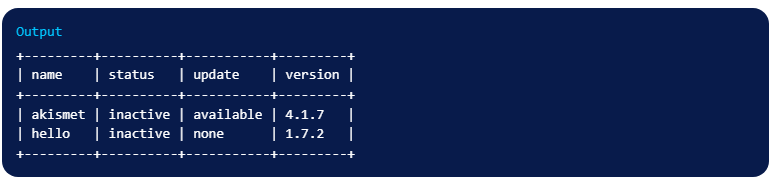 Output
+---------+----------+-----------+---------+
| name    | status   | update    | version |
+---------+----------+-----------+---------+
| akismet | inactive | available | 4.1.7   |
| hello   | inactive | none      | 1.7.2   |
+---------+----------+-----------+---------+